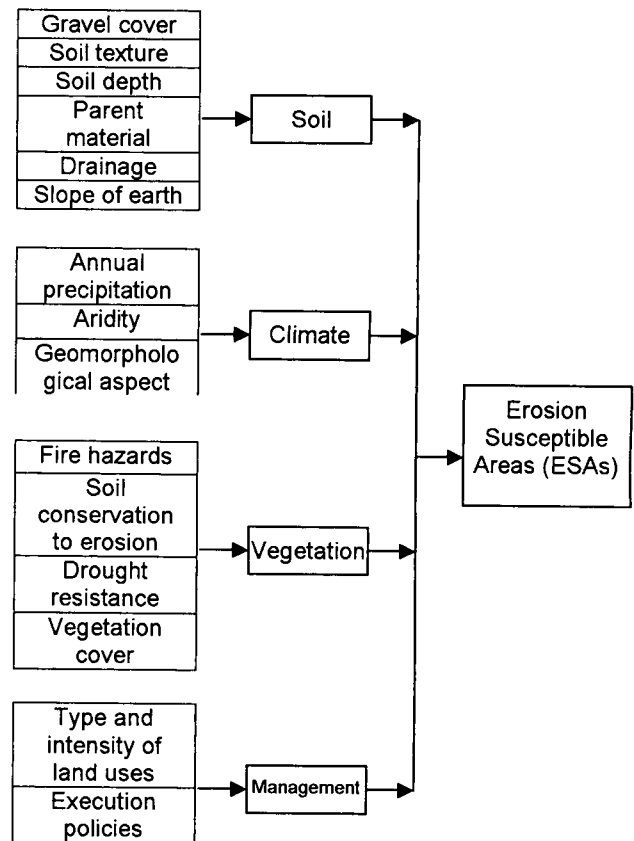 Gravel cover
Soil texture
Soil depth
Parent
material
Drainage
Slope of earth
Soil
Annual
precipitation
Aridity
Geomorpholo
gical aspect
Climate
Fire hazards
Soil
conservation
to erosion
Drought
resistance
Vegetation
cover
Vegetation
Type and
intensity of
land uses
Execution
policies
Management
Erosion
Susceptible
Areas (ESAs)